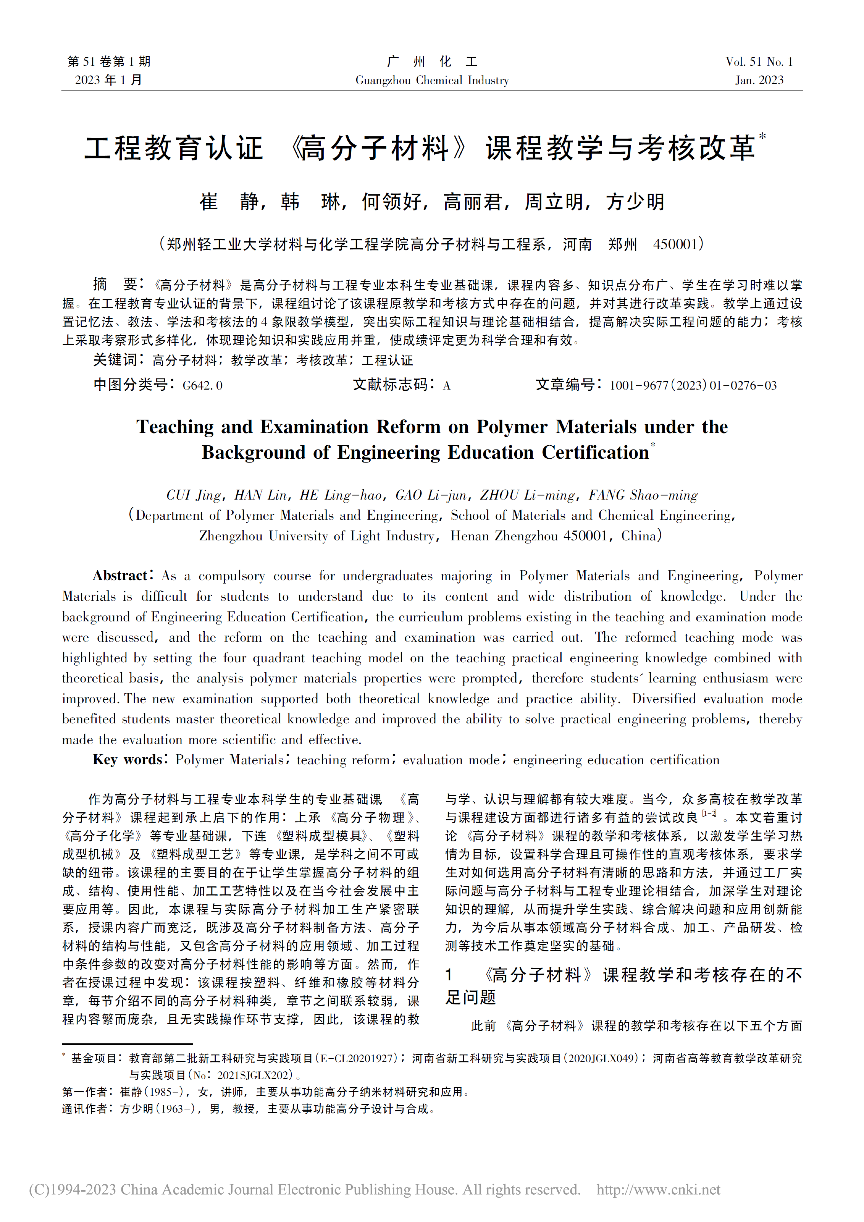 第 51 卷第 1 期
2023 年 1 月
广 州 化 工
Guangzhou Chemical Industry
Vol. 51 No. 1
Jan. 2023
工程教育认证 《高分子材料》 课程教学与考核改革*
崔 静, 韩 琳, 何领好, 高丽君, 周立明, 方少明
(郑州轻工业大学材料与化学工程学院高分子材料与工程系, 河南 郑州 450001)
摘 要: 《高分子材料》 是高分子材料与工程专业本科生专业基础课, 课程内容多、知识点分布广、学生在学习时难以掌
握。在工程教育专业认证的背景下, 课程组讨论了该课程原教学和考核方式中存在的问题, 并对其进行改革实践。教学上通过设
置记忆法、教法、学法和考核法的 4 象限教学模型, 突出实际工程知识与理论基础相结合, 提高解决实际工程问题的能力; 考核
上采取考察形式多样化, 体现理论知识和实践应用并重, 使成绩评定更为科学合理和有效。
关键词: 高分子材料; 教学改革; 考核改革; 工程认证
中图分类号: G642. 0 文献标志码: A 文章编号: 1001-9677(2023)01-0276-03
Teaching and Examination Reform on Polymer Materials under the
Background of Engineering Education Certification*
CUI Jing, HAN Lin, HE Ling-hao, GAO Li-jun, ZHOU Li-ming, FANG Shao-ming
(Department of Polymer Materials and Engineering, School of Materials and Chemical Engineering,
Zhengzhou University of Light Industry, Henan Zhengzhou 450001, China)
Abstract: As a compulsory course for undergraduates majoring in Polymer Materials and Engineering, Polymer
Materials is difficult for students to understand due to its content and wide distribution of knowledge. Under the
background of Engineering Education Certification, the curriculum problems existing in the teaching and examination mode
were discussed, and the reform on the teaching and examination was carried out. The reformed teaching mode was
highlighted by setting the four quadrant teaching model on the teaching practical engineering knowledge combined with
theoretical basis, the analysis polymer materials properties were prompted, therefore students′ learning enthusiasm were
improved. The new examination supported both theoretical knowledge and practice ability. Diversified evaluation mode
benefited students master theoretical knowledge and improved the ability to solve practical engineering problems, thereby
made the evaluation more scientific and effective.
Key words: Polymer Materials; teaching reform; evaluation mode; engineering education certification
作为高分子材料与工程专业本科学生的专业基础课, 《高
分子材料》 课程起到承上启下的作用: 上承 《高分子物理》、
《高分子化学》 等专业基础课, 下连 《塑料成型模具》、《塑料
成型机械》 及 《塑料成型工艺》 等专业课, 是学科之间不可或
缺的纽带。该课程的主要目的在于让学生掌握高分子材料的组
成、结构、使用性能、加工工艺特性以及在当今社会发展中主
要应用等。因此, 本课程与实际高分子材料加工生产紧密联
系, 授课内容广而宽泛, 既涉及高分子材料制备方法、高分子
材料的结构与性能, 又包含高分子材料的应用领域、加工过程
中条件参数的改变对高分子材料性能的影响等方面。然而, 作
者在授课过程中发现: 该课程按塑料、纤维和橡胶等材料分
章, 每节介绍不同的高分子材料种类, 章节之间联系较弱, 课
程内容繁而庞杂, 且无实践操作环节支撑, 因此, 该课程的教
与学、认识与理解都有较大难度。当今, 众多高校在教学改革
与课程建设方面都进行诸多有益的尝试改良[1-2]。本文着重讨
论 《高分子材料》 课程的教学和考核体系, 以激发学生学习热
情为目标, 设置科学合理且可操作性的直观考核体系, 要求学
生对如何选用高分子材料有清晰的思路和方法, 并通过工厂实
际问题与高分子材料与工程专业理论相结合, 加深学生对理论
知识的理解, 从而提升学生实践、综合解决问题和应用创新能
力, 为今后从事本领域高分子材料合成、加工、产品研发、检
测等技术工作奠定坚实的基础。
1 《高分子材料》 课程教学和考核存在的不
足问题
此前 《高分子材料》 课程的教学和考核存在以下五个方面
* 基金项目: 教育部第二批新工科研究与实践项目(E-CL20201927); 河南省新工科研究与实践项目(2020JGLX049); 河南省高等教育教学改革研究
与实践项目(No: 2021SJGLX202)。
第一作者: 崔静(1985-), 女, 讲师, 主要从事功能高分子纳米材料研究和应用。
通讯作者: 方少明(1963-), 男, 教授, 主要从事功能高分子设计与合成。
(C)1994-2023 China Academic Journal Electronic Publishing House. All rights reserved. http://www.cnki.net